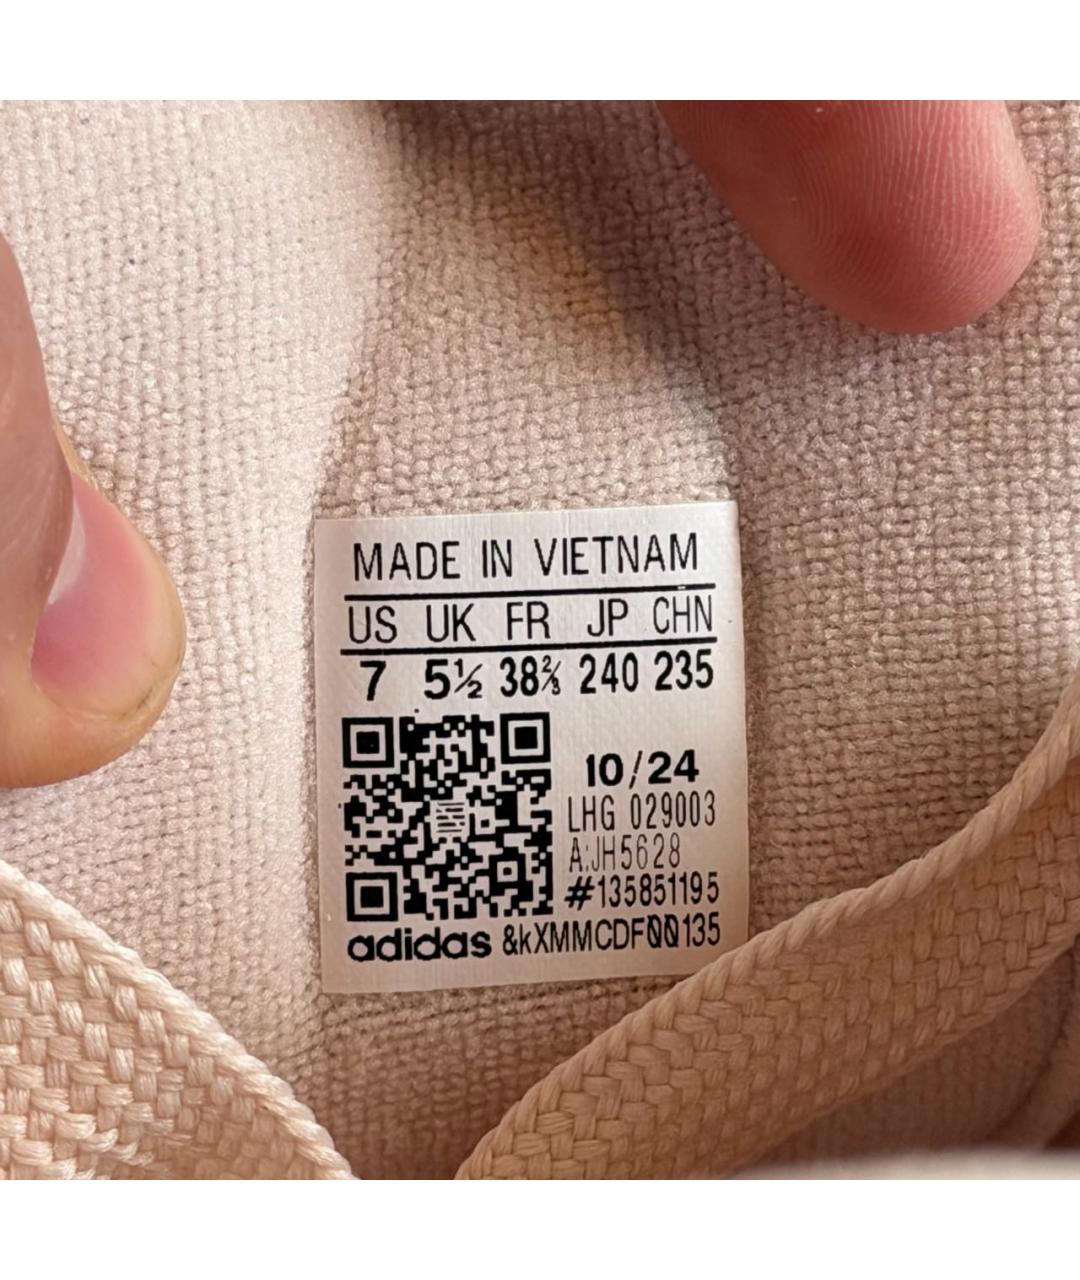 MADE IN VIETNAM
US UK FR JP CHN
7 5½ 38⅔ 240 235
10/24
LHG 029003
A:JH5628
#135851195
adidas &kXMMCDF00135